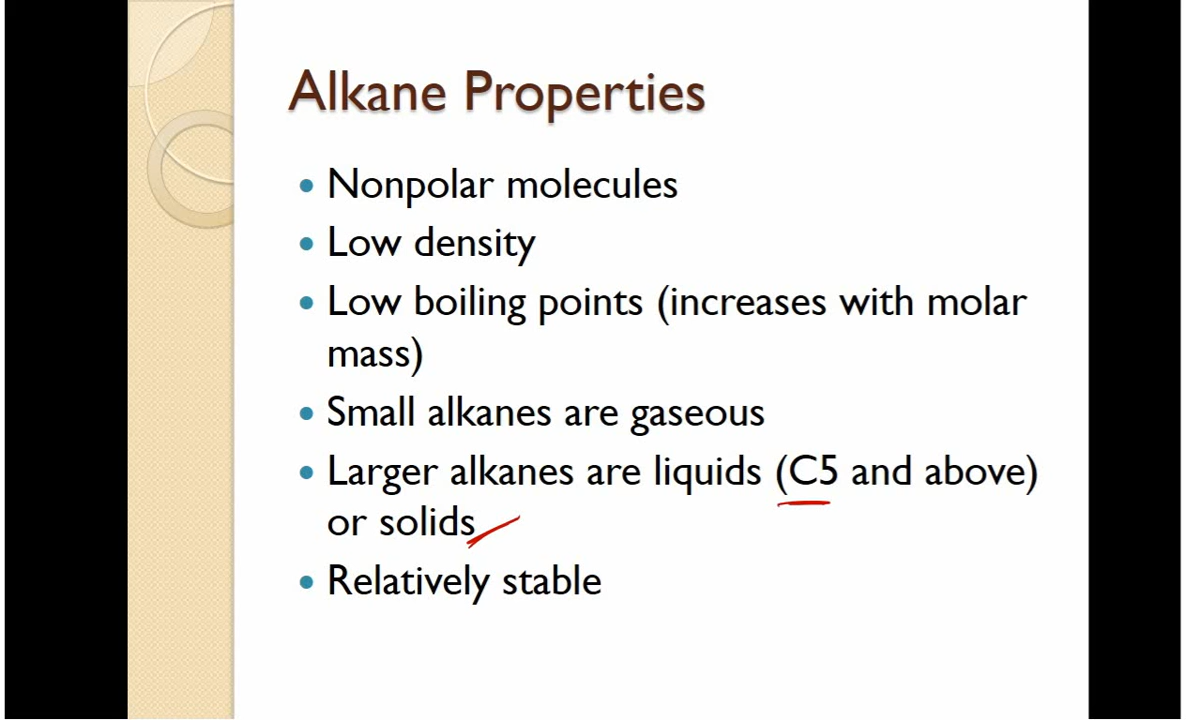 Alkane Properties
• Nonpolar molecules
• Low density
• Low boiling points (increases with molar
mass)
• Small alkanes are gaseous
• Larger alkanes are liquids (C5 and above)
or solids
• Relatively stable